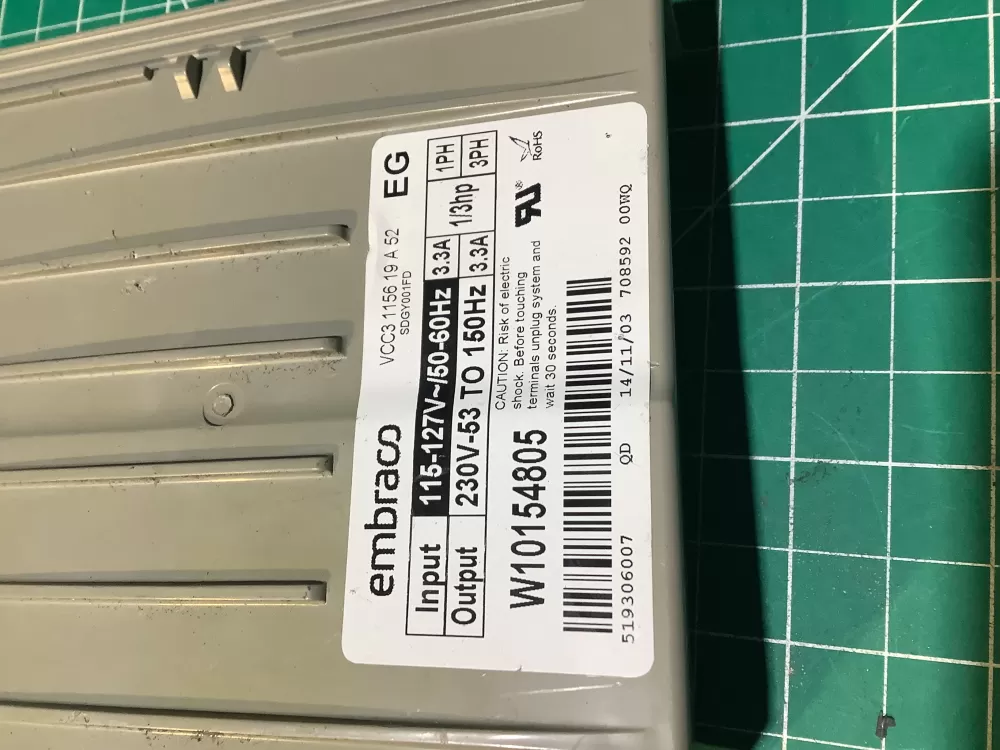 embraco
VCC3 1156 19 A 52
SDGY001FD
EG
Input 115-127V~/50-60Hz 3.3A 1/3hp 1PH
Output 230V-53 TO 150Hz 3.3A 3PH
W10154805
CAUTION: Risk of electric
shock. Before touching
terminals unplug system and
wait 30 seconds.
RU®
RoHS
519306007 QD 14/11/03 708592 00WQ